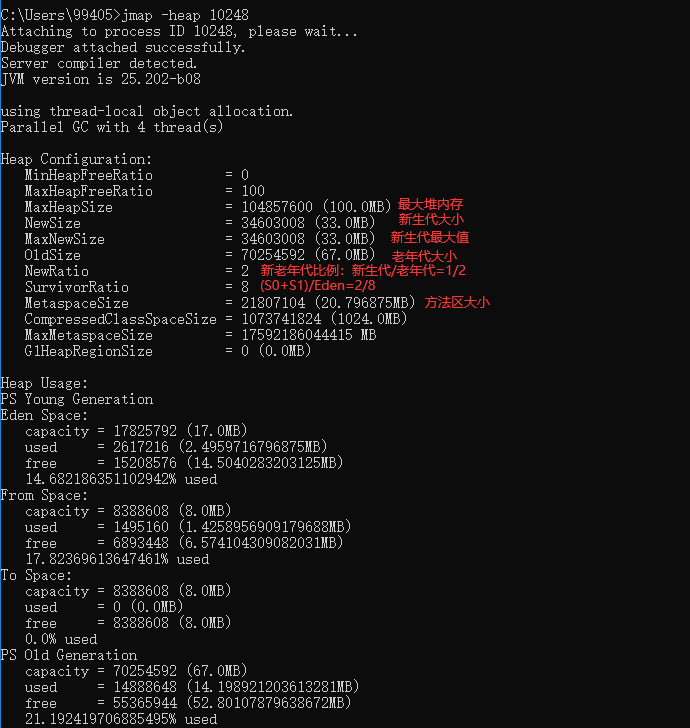 C:\Users\99405>jmap -heap 10248
Attaching to process ID 10248, please wait...
Debugger attached successfully.
Server compiler detected.
JVM version is 25.202-b08
using thread-local object allocation.
Parallel GC with 4 thread(s)
Heap Configuration:
MinHeapFreeRatio = 0
MaxHeapFreeRatio = 100
MaxHeapSize = 104857600 (100.0MB) 最大堆内存
NewSize = 34603008 (33.0MB) 新生代大小
MaxNewSize = 34603008 (33.0MB) 新生代最大值
OldSize = 70254592 (67.0MB) 老年代大小
NewRatio = 2 新老年代比例：新生代/老年代=1/2
SurvivorRatio = 8 (S0+S1)/Eden=2/8
MetaspaceSize = 21807104 (20.796875MB) 方法区大小
CompressedClassSpaceSize = 1073741824 (1024.0MB)
MaxMetaspaceSize = 17592186044415 MB
G1HeapRegionSize = 0 (0.0MB)
Heap Usage:
PS Young Generation
Eden Space:
capacity = 17825792 (17.0MB)
used = 2617216 (2.4959716796875MB)
free = 15208576 (14.5040283203125MB)
14.682186351102942% used
From Space:
capacity = 8388608 (8.0MB)
used = 1495160 (1.4258956909179688MB)
free = 6893448 (6.574104309082031MB)
17.82369613647461% used
To Space:
capacity = 8388608 (8.0MB)
used = 0 (0.0MB)
free = 8388608 (8.0MB)
0.0% used
PS Old Generation
capacity = 70254592 (67.0MB)
used = 14888648 (14.198921203613281MB)
free = 55365944 (52.80107879638672MB)
21.192419706885495% used